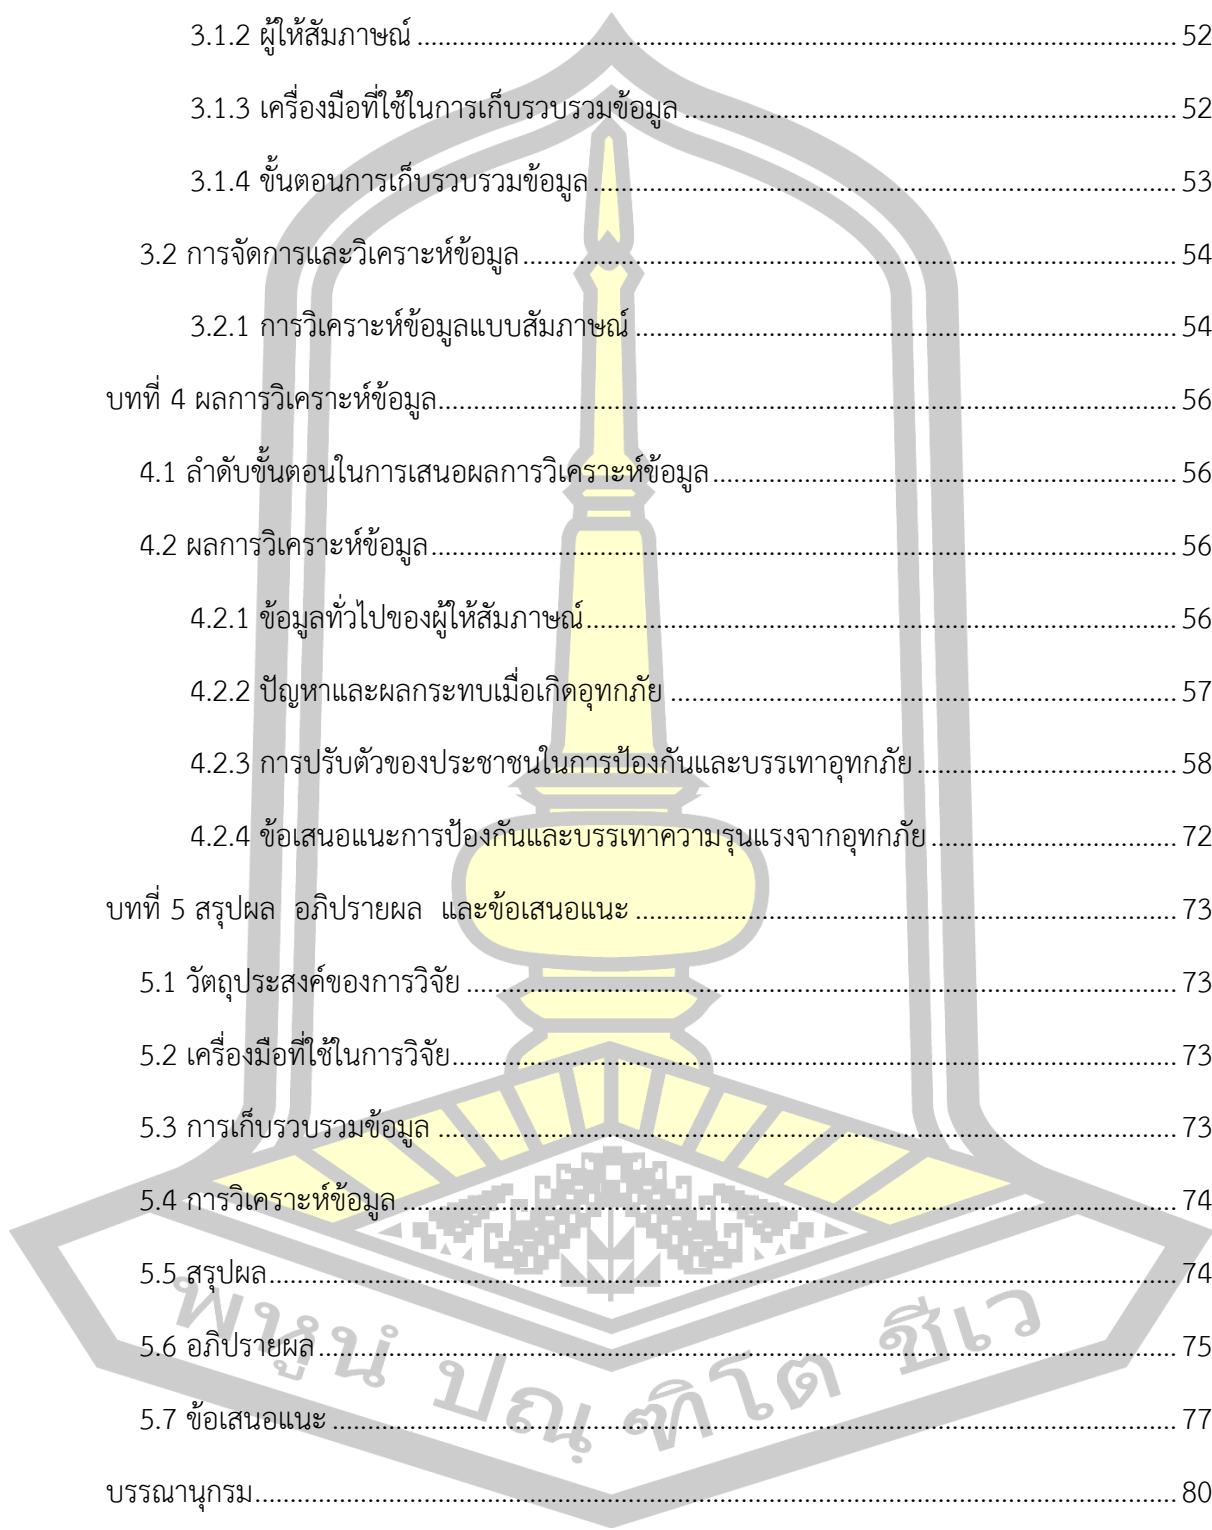 3.1.2 ผู้ให้สัมภาษณ์ ........ 52
3.1.3 เครื่องมือที่ใช้ในการเก็บรวบรวมข้อมูล ........ 52
3.1.4 ขั้นตอนการเก็บรวบรวมข้อมูล ........ 53
3.2 การจัดการและวิเคราะห์ข้อมูล ........ 54
3.2.1 การวิเคราะห์ข้อมูลแบบสัมภาษณ์ ........ 54
บทที่ 4 ผลการวิเคราะห์ข้อมูล ........ 56
4.1 ลำดับขั้นตอนในการเสนอผลการวิเคราะห์ข้อมูล ........ 56
4.2 ผลการวิเคราะห์ข้อมูล ........ 56
4.2.1 ข้อมูลทั่วไปของผู้ให้สัมภาษณ์ ........ 56
4.2.2 ปัญหาและผลกระทบเมื่อเกิดอุทกภัย ........ 57
4.2.3 การปรับตัวของประชาชนในการป้องกันและบรรเทาอุทกภัย ........ 58
4.2.4 ข้อเสนอแนะการป้องกันและบรรเทาความรุนแรงจากอุทกภัย ........ 72
บทที่ 5 สรุปผล อภิปรายผล และข้อเสนอแนะ ........ 73
5.1 วัตถุประสงค์ของการวิจัย ........ 73
5.2 เครื่องมือที่ใช้ในการวิจัย ........ 73
5.3 การเก็บรวบรวมข้อมูล ........ 73
5.4 การวิเคราะห์ข้อมูล ........ 74
5.5 สรุปผล ........ 74
5.6 อภิปรายผล ........ 75
5.7 ข้อเสนอแนะ ........ 77
บรรณานุกรม ........ 80
พหูนํ ปณฺฑิโต ชีเว